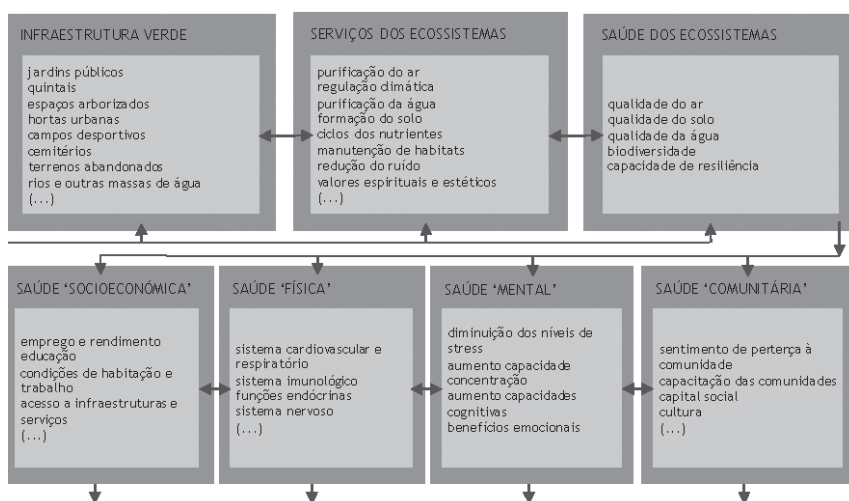 INFRAESTRUTURA VERDE
jardins públicos
quintais
espaços arborizados
hortas urbanas
campos desportivos
cemitérios
terrenos abandonados
rios e outras massas de água
(...)
SERVIÇOS DOS ECOSSISTEMAS
purificação do ar
regulação climática
purificação da água
formação do solo
ciclos dos nutrientes
manutenção de habitats
redução do ruído
valores espirituais e estéticos
(...)
SAÚDE DOS ECOSSISTEMAS
qualidade do ar
qualidade do solo
qualidade da água
biodiversidade
capacidade de resiliência
SAÚDE ‘SOCIOECONÓMICA’
emprego e rendimento
educação
condições de habitação e
trabalho
acesso a infraestruturas e
serviços
(...)
SAÚDE ‘FÍSICA’
sistema cardiovascular e
respiratório
sistema imunológico
funções endócrinas
sistema nervoso
(...)
SAÚDE ‘MENTAL’
diminuição dos níveis de
stress
aumento capacidade
concentração
aumento capacidades
cognitivas
benefícios emocionais
SAÚDE ‘COMUNITÁRIA’
sentimento de pertença à
comunidade
capacitação das comunidades
capital social
cultura
(...)